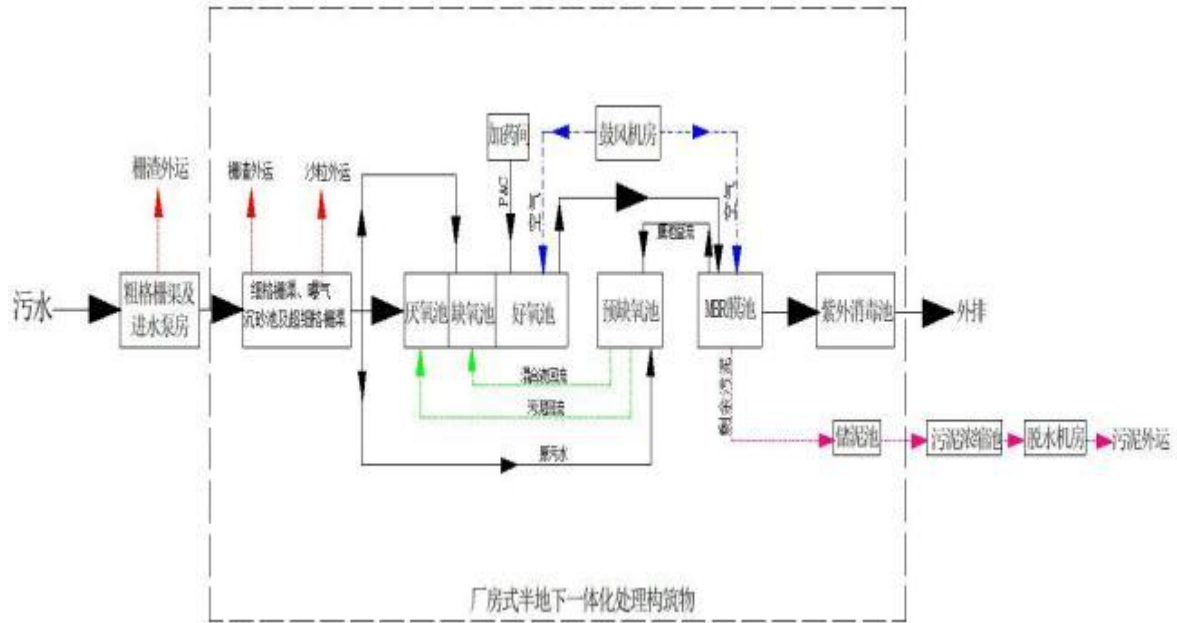 加药间
鼓风机房
栅渣外运
栅渣外运
沙粒外运
PAC
空气
空气
膜池回流
污水
粗格栅渠及
进水泵房
细格栅渠、曝气
沉砂池及超细格栅渠
厌氧池
缺氧池
好氧池
预缺氧池
MBR膜池
紫外消毒池
外排
混合液回流
污泥回流
原污水
剩余污泥
储泥池
污泥浓缩池
脱水机房
污泥外运
厂房式半地下一体化处理构筑物